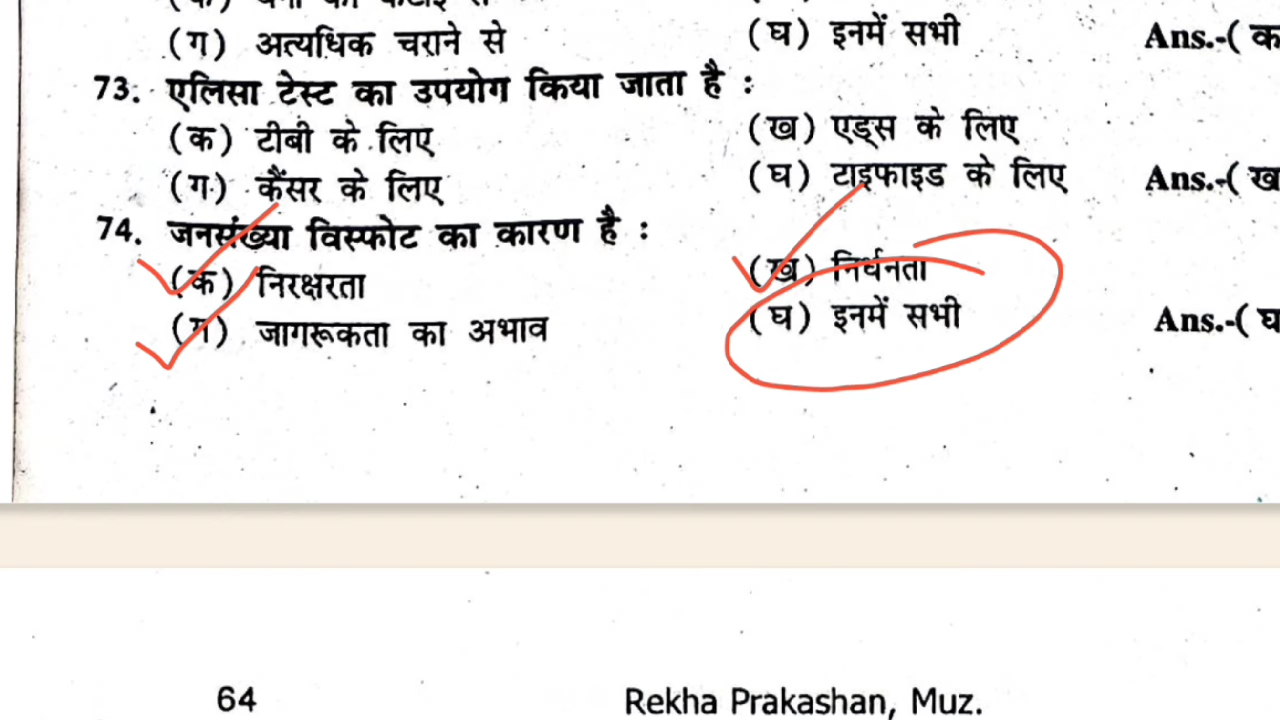 (ग) अत्यधिक चराने से (घ) इनमें सभी Ans.-( क
73. एलिसा टेस्ट का उपयोग किया जाता है :
(क) टीबी के लिए (ख) एड्स के लिए
(ग) कैंसर के लिए (घ) टाइफाइड के लिए Ans.-( ख
74. जनसंख्या विस्फोट का कारण है :
(क) निरक्षरता (ख) निर्धनता
(ग) जागरूकता का अभाव (घ) इनमें सभी Ans.-( घ
64 Rekha Prakashan, Muz.